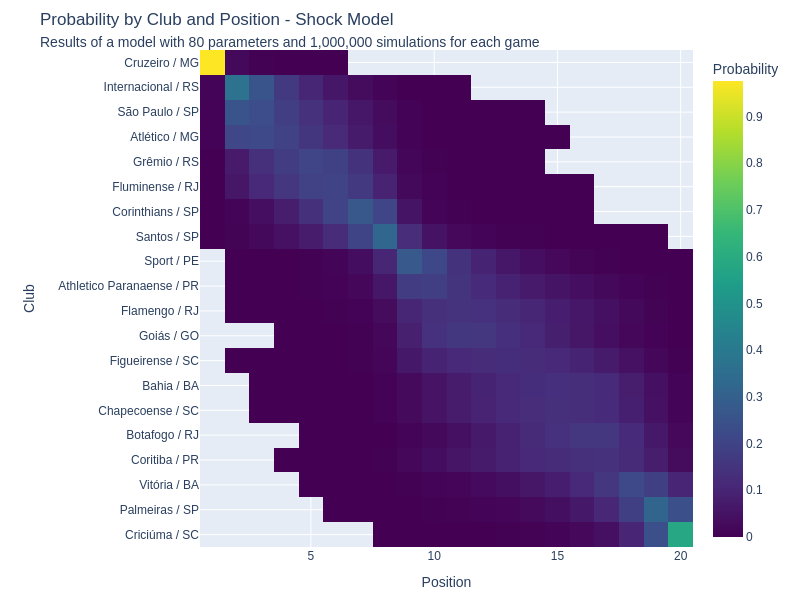 Probability by Club and Position - Shock Model
Results of a model with 80 parameters and 1,000,000 simulations for each game
Cruzeiro / MG
Internacional / RS
São Paulo / SP
Atlético / MG
Grêmio / RS
Fluminense / RJ
Corinthians / SP
Santos / SP
Sport / PE
Athletico Paranaense / PR
Flamengo / RJ
Goiás / GO
Figueirense / SC
Bahia / BA
Chapecoense / SC
Botafogo / RJ
Coritiba / PR
Vitória / BA
Palmeiras / SP
Criciúma / SC
Club
5
10
15
20
Position
Probability
0.9
0.8
0.7
0.6
0.5
0.4
0.3
0.2
0.1
0